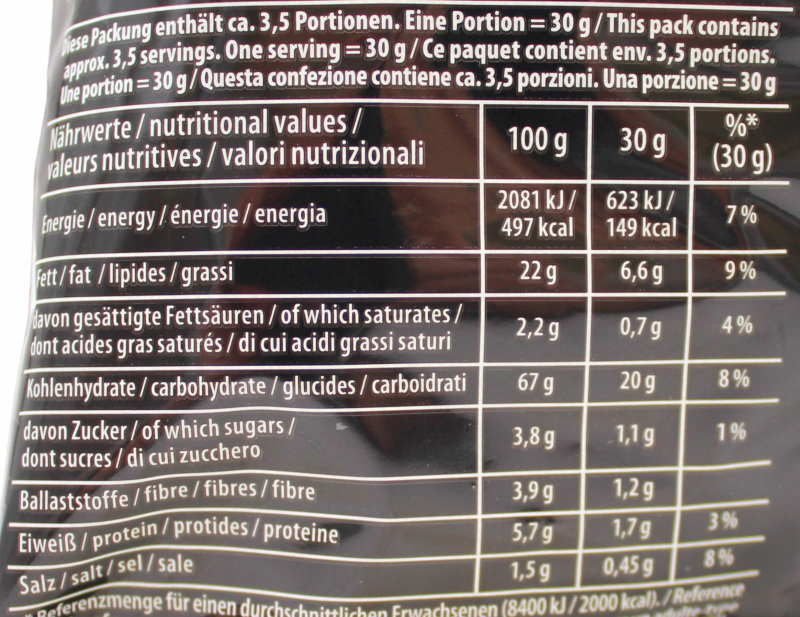 Diese Packung enthält ca. 3,5 Portionen. Eine Portion = 30 g / This pack contains
approx. 3,5 servings. One serving = 30 g / Ce paquet contient env. 3,5 portions.
Une portion = 30 g / Questa confezione contiene ca. 3,5 porzioni. Una porzione = 30 g
Nährwerte / nutritional values /
valeurs nutritives / valori nutrizionali
100 g
30 g
%*
(30 g)
Energie / energy / énergie / energia
2081 kJ /
497 kcal
623 kJ /
149 kcal
7 %
Fett / fat / lipides / grassi
22 g
6,6 g
9 %
davon gesättigte Fettsäuren / of which saturates /
dont acides gras saturés / di cui acidi grassi saturi
2,2 g
0,7 g
4 %
Kohlenhydrate / carbohydrate / glucides / carboidrati
67 g
20 g
8 %
davon Zucker / of which sugars /
dont sucres / di cui zucchero
3,8 g
1,1 g
1 %
Ballaststoffe / fibre / fibres / fibre
3,9 g
1,2 g
Eiweiß / protein / protides / proteine
5,7 g
1,7 g
3 %
Salz / salt / sel / sale
1,5 g
0,45 g
8 %
* Referenzmenge für einen durchschnittlichen Erwachsenen (8400 kJ / 2000 kcal). / Reference